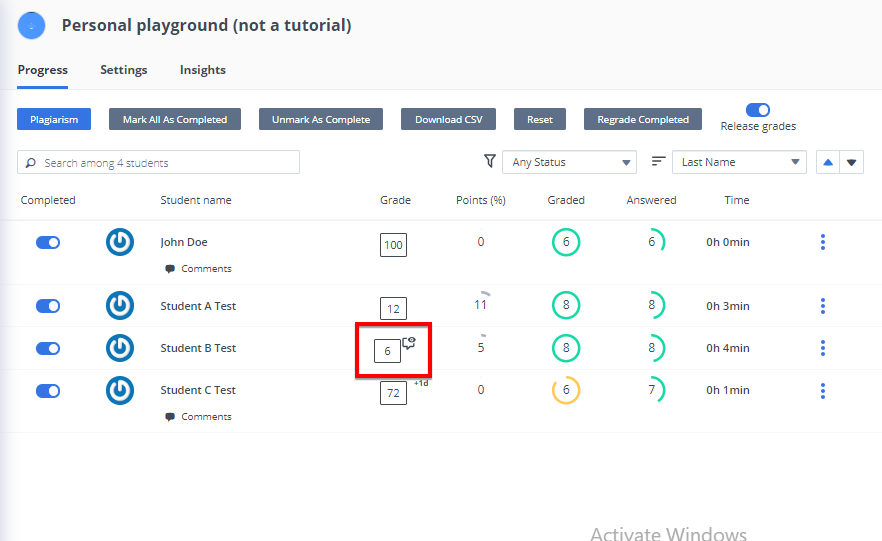 Personal playground (not a tutorial)
Progress Settings Insights
Plagiarism Mark All As Completed Unmark As Complete Download CSV Reset Regrade Completed
Release grades
Search among 4 students Any Status Last Name
Completed Student name Grade Points (%) Graded Answered Time
John Doe 100 0 6 6 0h 0min
Comments
Student A Test 12 11 8 8 0h 3min
Student B Test 6 5 8 8 0h 4min
Student C Test 72 +1d 0 6 7 0h 1min
Comments
Activate Windows